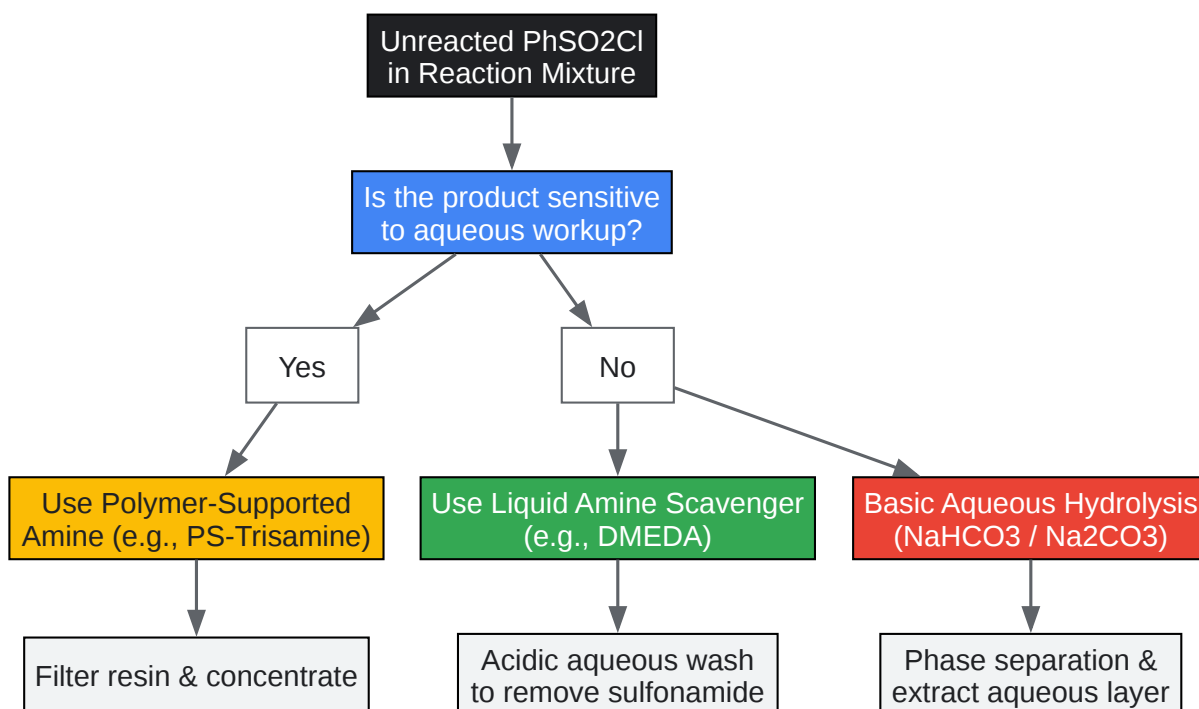 Unreacted PhSO2Cl
in Reaction Mixture
Is the product sensitive
to aqueous workup?
Yes
No
Use Polymer-Supported
Amine (e.g., PS-Trisamine)
Use Liquid Amine Scavenger
(e.g., DMEDA)
Basic Aqueous Hydrolysis
(NaHCO3 / Na2CO3)
Filter resin & concentrate
Acidic aqueous wash
to remove sulfonamide
Phase separation &
extract aqueous layer